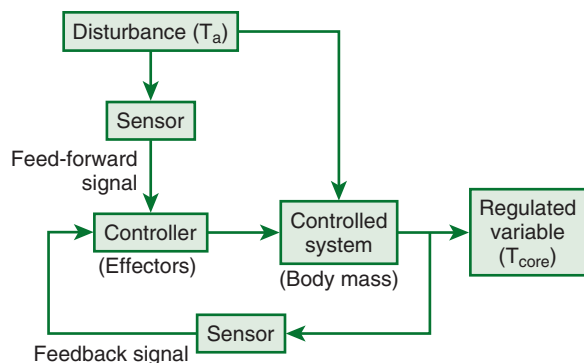 Disturbance (Ta)
Sensor
Feed-forward
signal
Controller
(Effectors)
Controlled
system
(Body mass)
Regulated
variable
(Tcore)
Sensor
Feedback signal